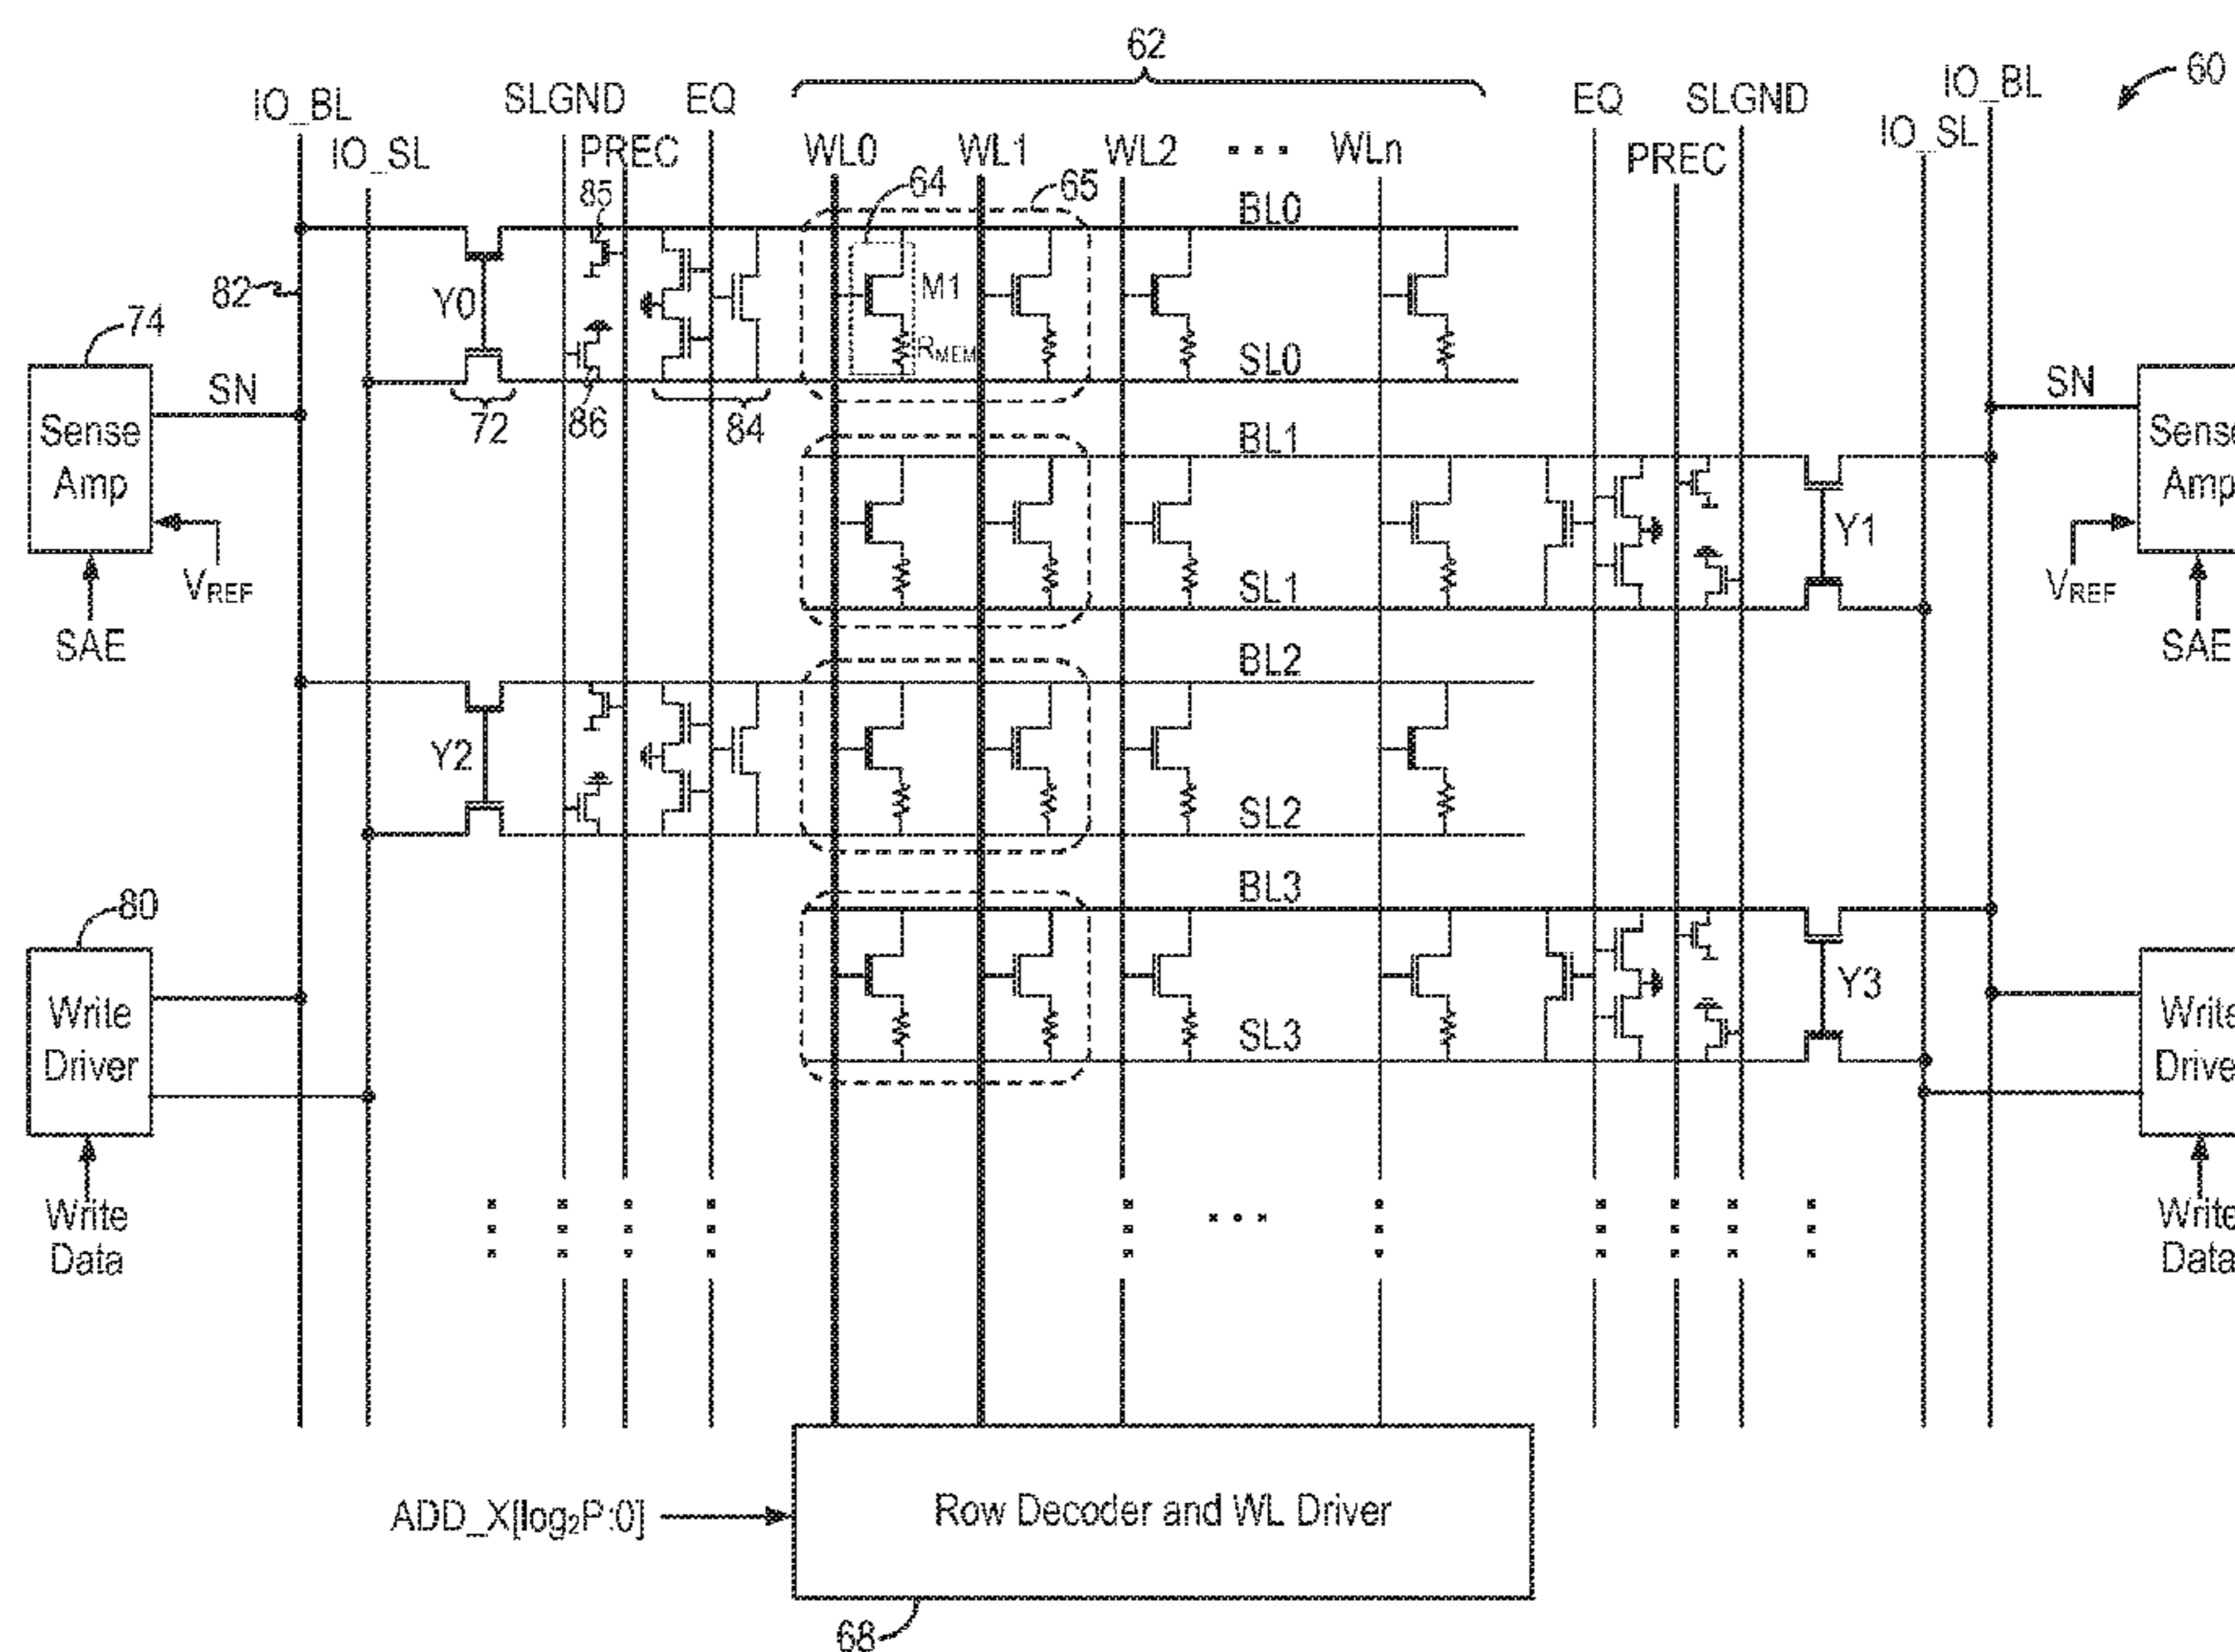 62
60
IO_BL
SLGND
EQ
EQ
SLGND
IO_BL
IO_SL
PREC
WL0
WL1
WL2
WLn
PREC
IO_SL
85
64
65
BL0
82
Y0
M1
74
RMEM
SL0
SN
72
86
84
SN
Sense
Amp
BL1
Sense
Amp
Y1
VREF
SL1
VREF
SAE
SAE
BL2
Y2
SL2
80
BL3
Write
Driver
Y3
SL3
Write
Drive
Write
Data
Write
Data
ADD_X[log₂P:0]
Row Decoder and WL Driver
68